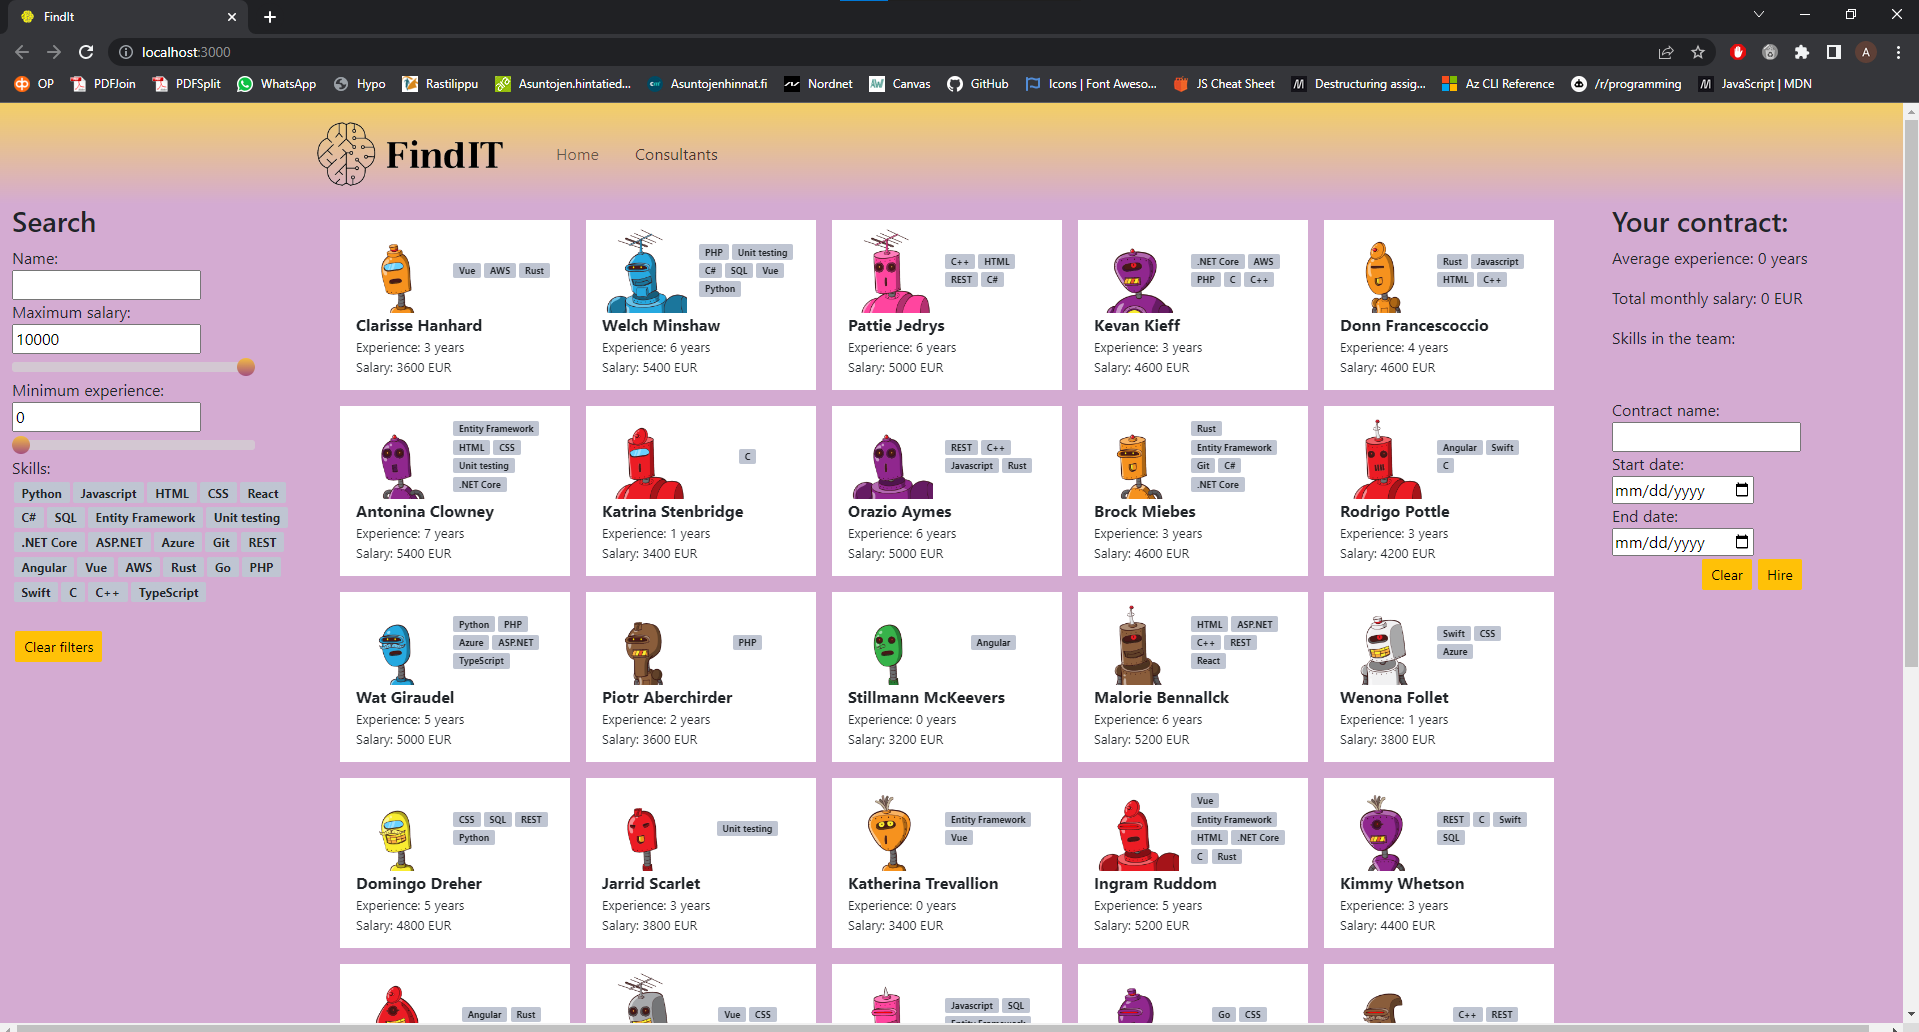 FindIt
localhost:3000
A
OP PDFJoin PDFSplit WhatsApp Hypo Rastilippu Asuntojen.hintatied... Asuntojenhinnat.fi Nordnet Canvas GitHub Icons | Font Aweso... JS Cheat Sheet Destructuring assig... Az CLI Reference /r/programming JavaScript | MDN
FindIT Home Consultants
Search
Name:
Maximum salary:
10000
Minimum experience:
0
Skills:
Python Javascript HTML CSS React
C# SQL Entity Framework Unit testing
.NET Core ASP.NET Azure Git REST
Angular Vue AWS Rust Go PHP
Swift C C++ TypeScript
Clear filters
Vue AWS Rust
Clarisse Hanhard
Experience: 3 years
Salary: 3600 EUR
PHP Unit testing
C# SQL Vue
Python
Welch Minshaw
Experience: 6 years
Salary: 5400 EUR
C++ HTML
REST C#
Pattie Jedrys
Experience: 6 years
Salary: 5000 EUR
.NET Core AWS
PHP C C++
Kevan Kieff
Experience: 3 years
Salary: 4600 EUR
Rust Javascript
HTML C++
Donn Francescoccio
Experience: 4 years
Salary: 4600 EUR
Entity Framework
HTML CSS
Unit testing
.NET Core
Antonina Clowney
Experience: 7 years
Salary: 5400 EUR
C
Katrina Stenbridge
Experience: 1 years
Salary: 3400 EUR
REST C++
Javascript Rust
Orazio Aymes
Experience: 6 years
Salary: 5000 EUR
Rust
Entity Framework
Git C#
.NET Core
Brock Miebes
Experience: 3 years
Salary: 4600 EUR
Angular Swift
C
Rodrigo Pottle
Experience: 3 years
Salary: 4200 EUR
Python PHP
Azure ASP.NET
TypeScript
Wat Giraudel
Experience: 5 years
Salary: 5000 EUR
PHP
Piotr Aberchirder
Experience: 2 years
Salary: 3600 EUR
Angular
Stillmann McKeevers
Experience: 0 years
Salary: 3200 EUR
HTML ASP.NET
C++ REST
React
Malorie Bennallck
Experience: 6 years
Salary: 5200 EUR
Swift CSS
Azure
Wenona Follet
Experience: 1 years
Salary: 3800 EUR
CSS SQL REST
Python
Domingo Dreher
Experience: 5 years
Salary: 4800 EUR
Unit testing
Jarrid Scarlet
Experience: 3 years
Salary: 3800 EUR
Entity Framework
Vue
Katherina Trevallion
Experience: 0 years
Salary: 3400 EUR
Vue
Entity Framework
HTML .NET Core
C Rust
Ingram Ruddom
Experience: 5 years
Salary: 5200 EUR
REST C Swift
SQL
Kimmy Whetson
Experience: 3 years
Salary: 4400 EUR
Angular Rust
Vue CSS
Javascript SQL
Entity Framework
Go CSS
C++ REST
Your contract:
Average experience: 0 years
Total monthly salary: 0 EUR
Skills in the team:
Contract name:
Start date:
mm/dd/yyyy
End date:
mm/dd/yyyy
Clear Hire